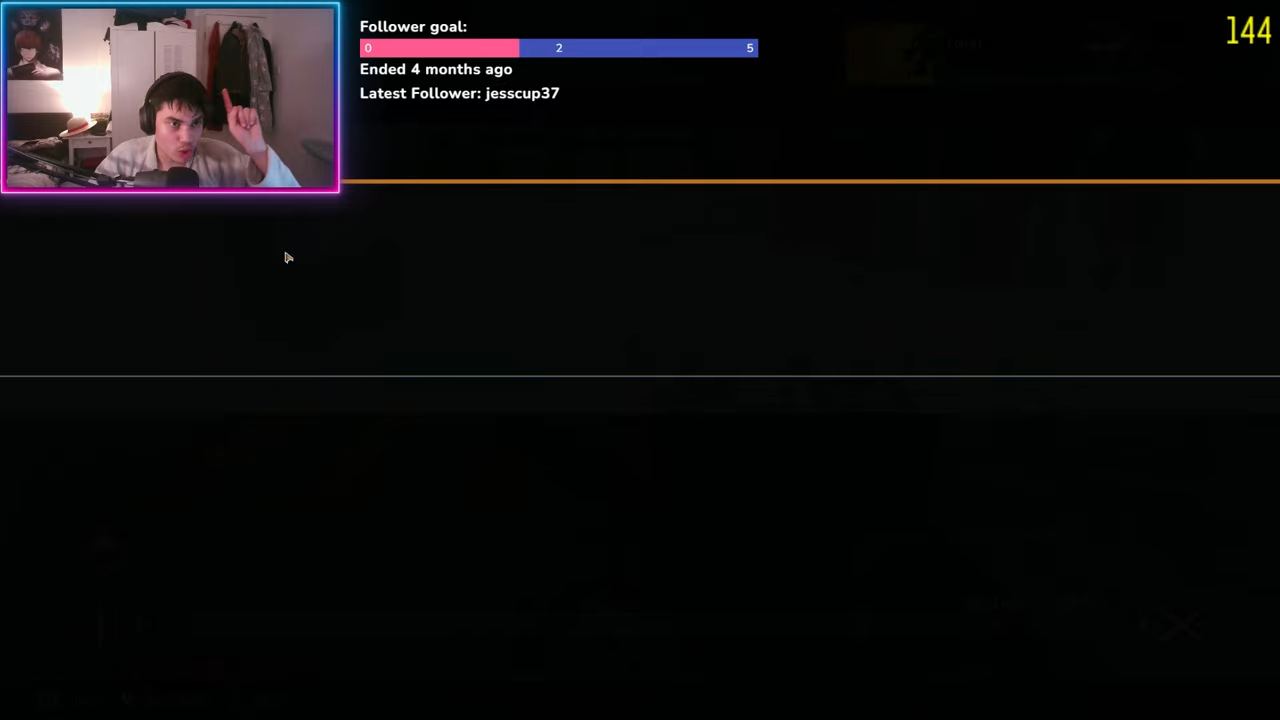 Follower goal:
0 2 5
Ended 4 months ago
Latest Follower: jesscup37
144